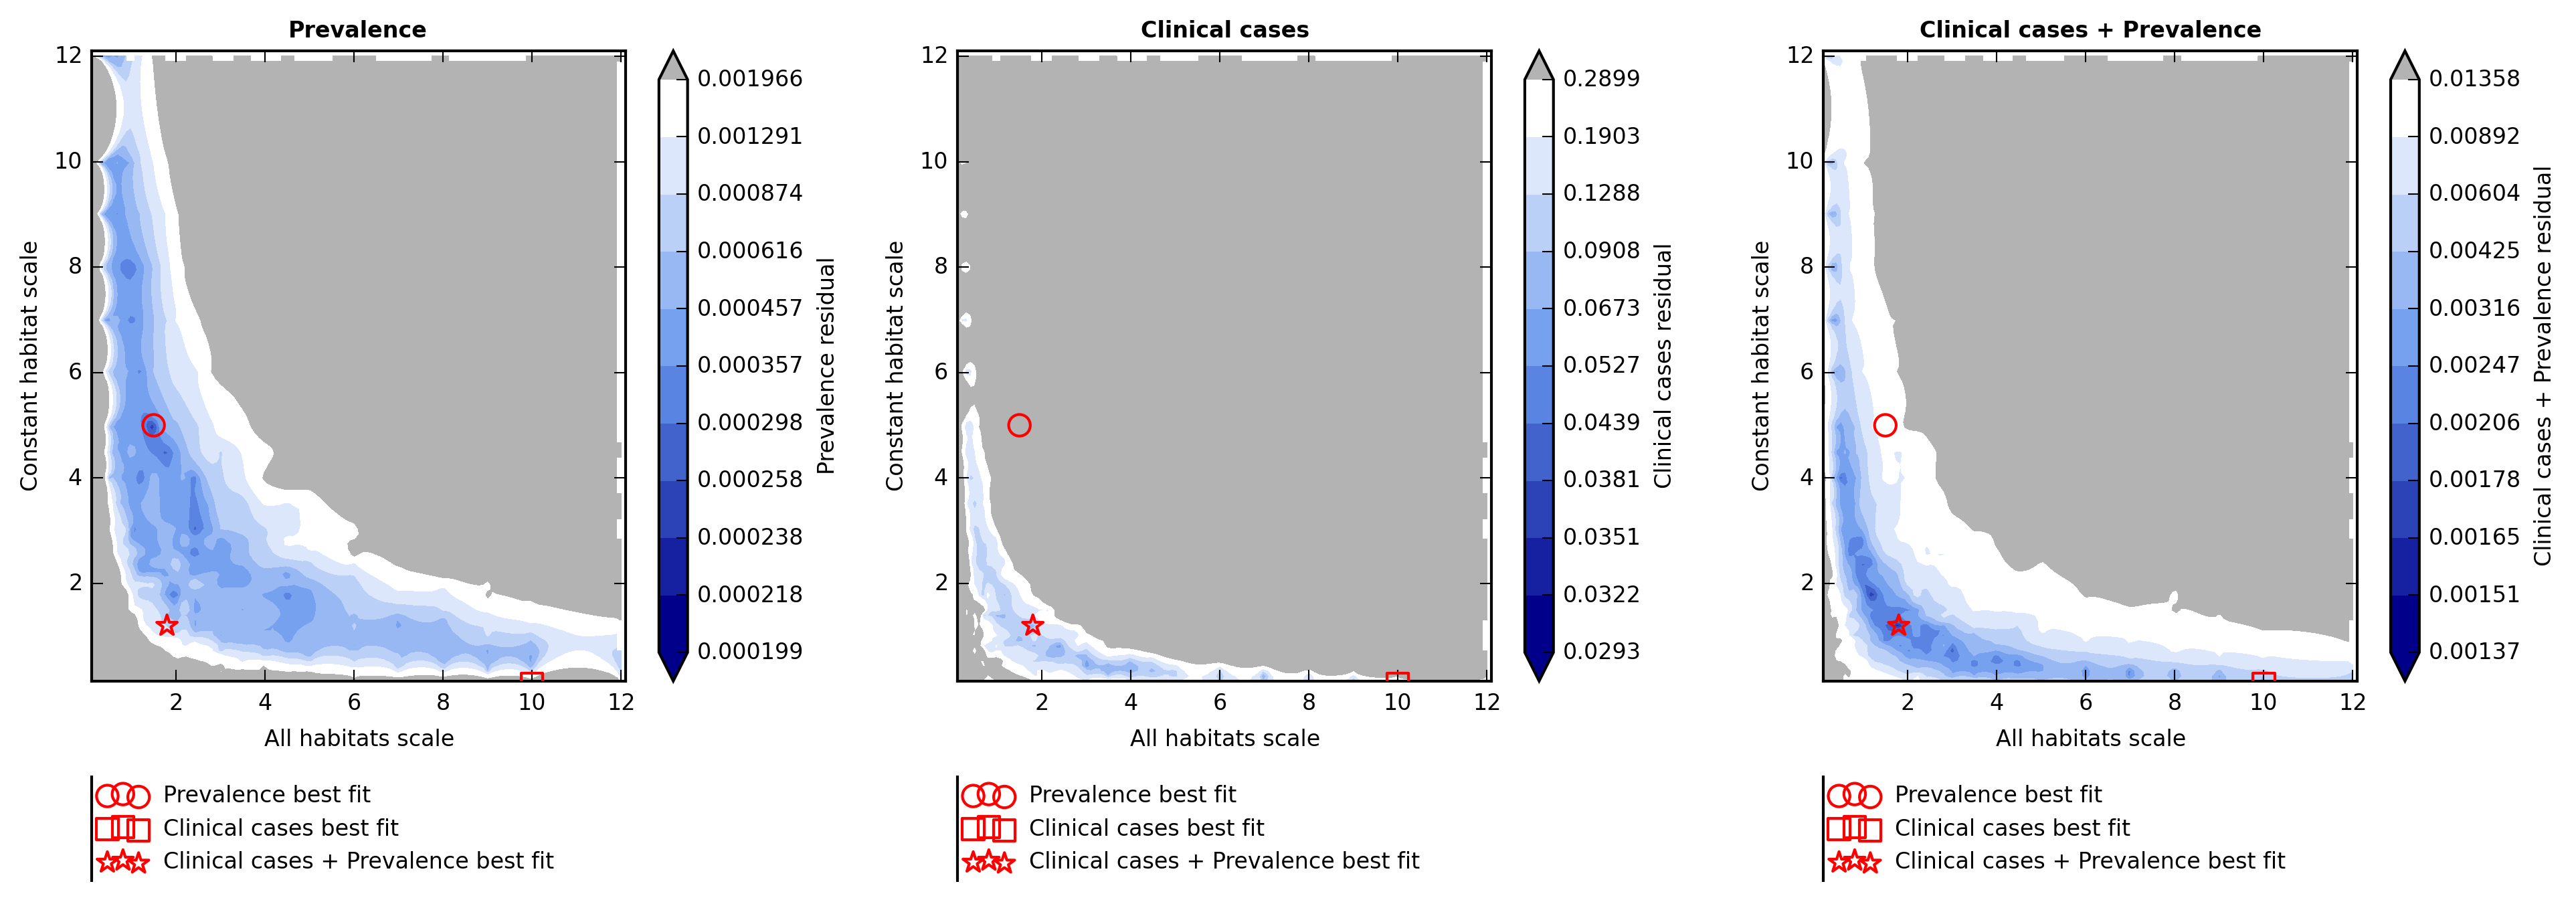 Prevalence
12
10
8
6
4
2
2 4 6 8 10 12
Constant habitat scale
All habitats scale
0.001966
0.001291
0.000874
0.000616
0.000457
0.000357
0.000298
0.000258
0.000238
0.000218
0.000199
Prevalence residual
Prevalence best fit
Clinical cases best fit
Clinical cases + Prevalence best fit
Clinical cases
12
10
8
6
4
2
2 4 6 8 10 12
Constant habitat scale
All habitats scale
0.2899
0.1903
0.1288
0.0908
0.0673
0.0527
0.0439
0.0381
0.0351
0.0322
0.0293
Clinical cases residual
Prevalence best fit
Clinical cases best fit
Clinical cases + Prevalence best fit
Clinical cases + Prevalence
12
10
8
6
4
2
2 4 6 8 10 12
Constant habitat scale
All habitats scale
0.01358
0.00892
0.00604
0.00425
0.00316
0.00247
0.00206
0.00178
0.00165
0.00151
0.00137
Clinical cases + Prevalence residual
Prevalence best fit
Clinical cases best fit
Clinical cases + Prevalence best fit